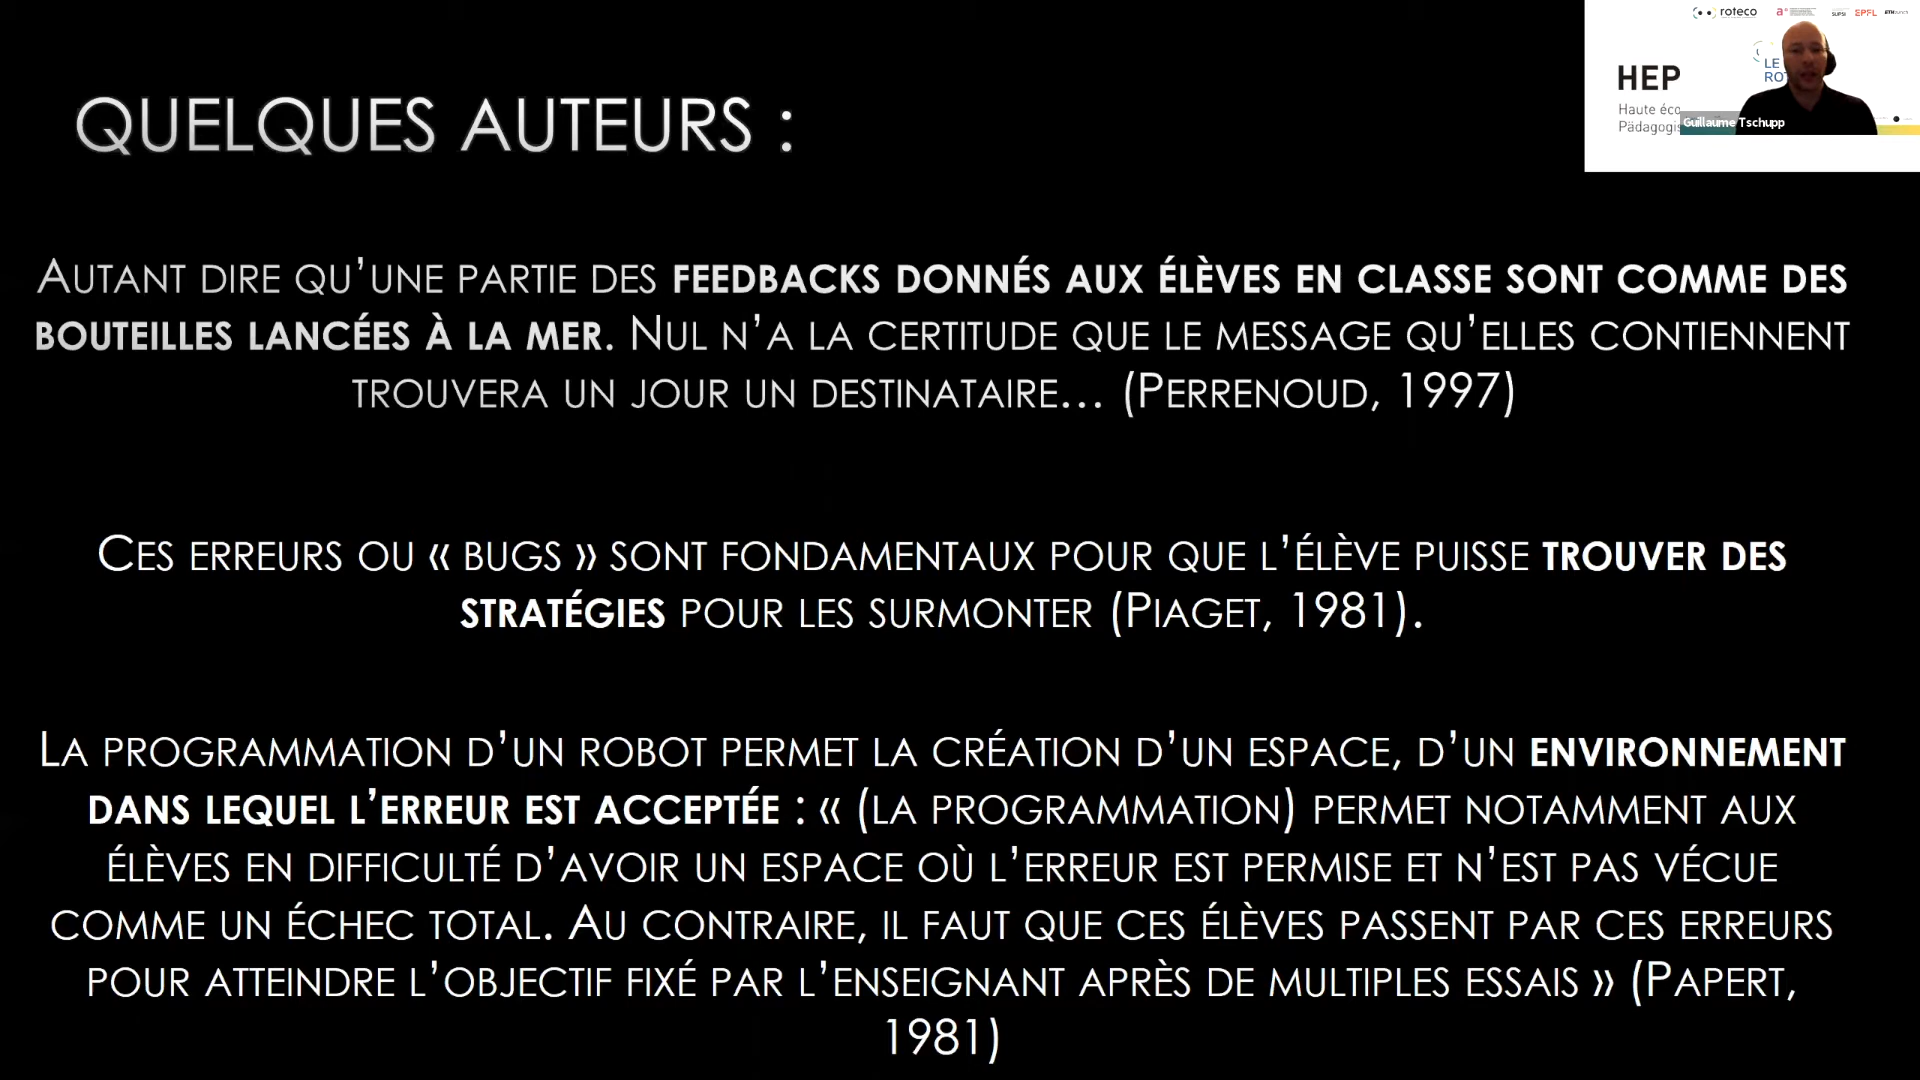 roteco
SUPSI
EPFL
ETH
HEP
LE
Haute
Guillaume Tschupp
QUELQUES AUTEURS :
AUTANT DIRE QU’UNE PARTIE DES FEEDBACKS DONNÉS AUX ÉLÈVES EN CLASSE SONT COMME DES
BOUTEILLES LANCÉES À LA MER. NUL N’A LA CERTITUDE QUE LE MESSAGE QU’ELLES CONTIENNENT
TROUVERA UN JOUR UN DESTINATAIRE… (PERRENOUD, 1997)
CES ERREURS OU « BUGS » SONT FONDAMENTAUX POUR QUE L’ÉLÈVE PUISSE TROUVER DES
STRATÉGIES POUR LES SURMONTER (PIAGET, 1981).
LA PROGRAMMATION D’UN ROBOT PERMET LA CRÉATION D’UN ESPACE, D’UN ENVIRONNEMENT
DANS LEQUEL L’ERREUR EST ACCEPTÉE : « (LA PROGRAMMATION) PERMET NOTAMMENT AUX
ÉLÈVES EN DIFFICULTÉ D’AVOIR UN ESPACE OÙ L’ERREUR EST PERMISE ET N’EST PAS VÉCUE
COMME UN ÉCHEC TOTAL. AU CONTRAIRE, IL FAUT QUE CES ÉLÈVES PASSENT PAR CES ERREURS
POUR ATTEINDRE L’OBJECTIF FIXÉ PAR L’ENSEIGNANT APRÈS DE MULTIPLES ESSAIS » (PAPERT,
1981)